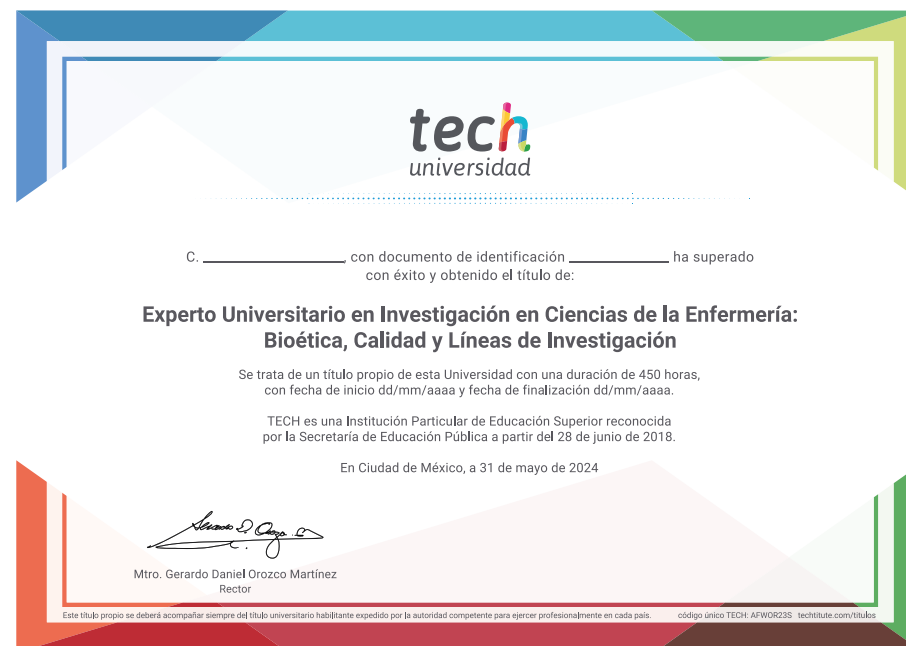 tech
universidad
C. ____________________, con documento de identificación ______________ ha superado
con éxito y obtenido el título de:
Experto Universitario en Investigación en Ciencias de la Enfermería:
Bioética, Calidad y Líneas de Investigación
Se trata de un título propio de esta Universidad con una duración de 450 horas,
con fecha de inicio dd/mm/aaaa y fecha de finalización dd/mm/aaaa.
TECH es una Institución Particular de Educación Superior reconocida
por la Secretaría de Educación Pública a partir del 28 de junio de 2018.
En Ciudad de México, a 31 de mayo de 2024
Mtro. Gerardo Daniel Orozco Martínez
Rector
Este título propio se deberá acompañar siempre del título universitario habilitante expedido por la autoridad competente para ejercer profesionalmente en cada país. código único TECH: AFWOR23S techtitute.com/titulos